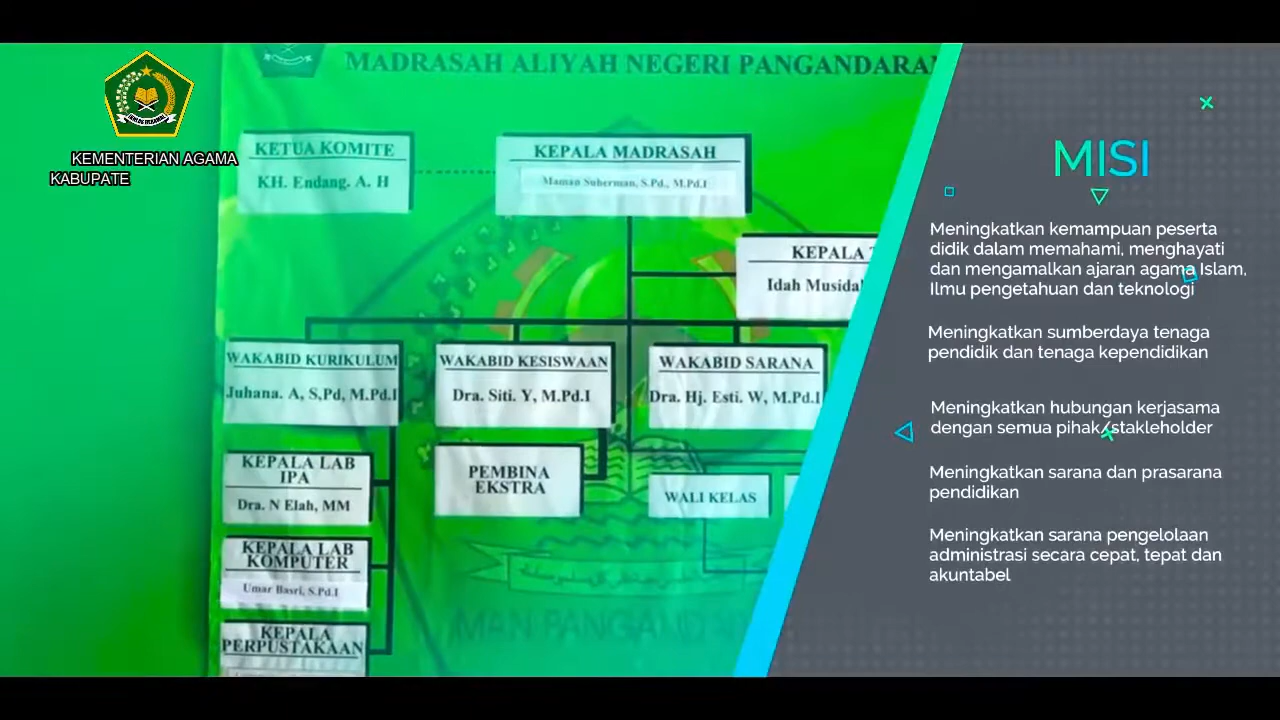 KEMENTERIAN AGAMA
KABUPATE
MADRASAH ALIYAH NEGERI PANGANDARAN
KETUA KOMITE
KH. Endang. A. H
KEPALA MADRASAH
Maman Suherman, S.Pd., M.Pd.I
KEPALA
Idah Musida
WAKABID KURIKULUM
Juhana. A, S,Pd, M.Pd.I
WAKABID KESISWAAN
Dra. Siti. Y, M.Pd.I
WAKABID SARANA
Dra. Hj. Esti. W, M.Pd.I
KEPALA LAB
IPA
Dra. N Elah, MM
PEMBINA
EKSTRA
WALI KELAS
KEPALA LAB
KOMPUTER
Umar Basri, S.Pd.I
KEPALA
PERPUSTAKAAN
MISI
Meningkatkan kemampuan peserta
didik dalam memahami, menghayati
dan mengamalkan ajaran agama Islam,
Ilmu pengetahuan dan teknologi
Meningkatkan sumberdaya tenaga
pendidik dan tenaga kependidikan
Meningkatkan hubungan kerjasama
dengan semua pihak/stakleholder
Meningkatkan sarana dan prasarana
pendidikan
Meningkatkan sarana pengelolaan
administrasi secara cepat, tepat dan
akuntabel